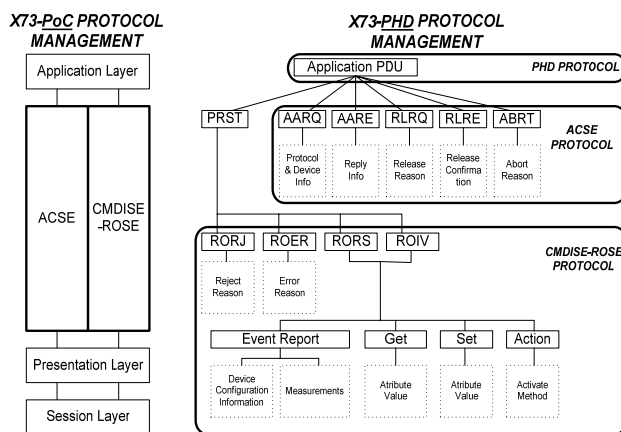 X73-PoC PROTOCOL
MANAGEMENT
Application Layer
ACSE
CMDISE
-ROSE
Presentation Layer
Session Layer
X73-PHD PROTOCOL
MANAGEMENT
Application PDU
PHD PROTOCOL
PRST
AARQ
AARE
RLRQ
RLRE
ABRT
ACSE
PROTOCOL
Protocol
& Device
Info
Reply
Info
Release
Reason
Release
Confirma
tion
Abort
Reason
RORJ
ROER
RORS
ROIV
CMDISE-ROSE
PROTOCOL
Reject
Reason
Error
Reason
Event Report
Get
Set
Action
Device
Configuration
Information
Measurements
Atribute
Value
Atribute
Value
Activate
Method